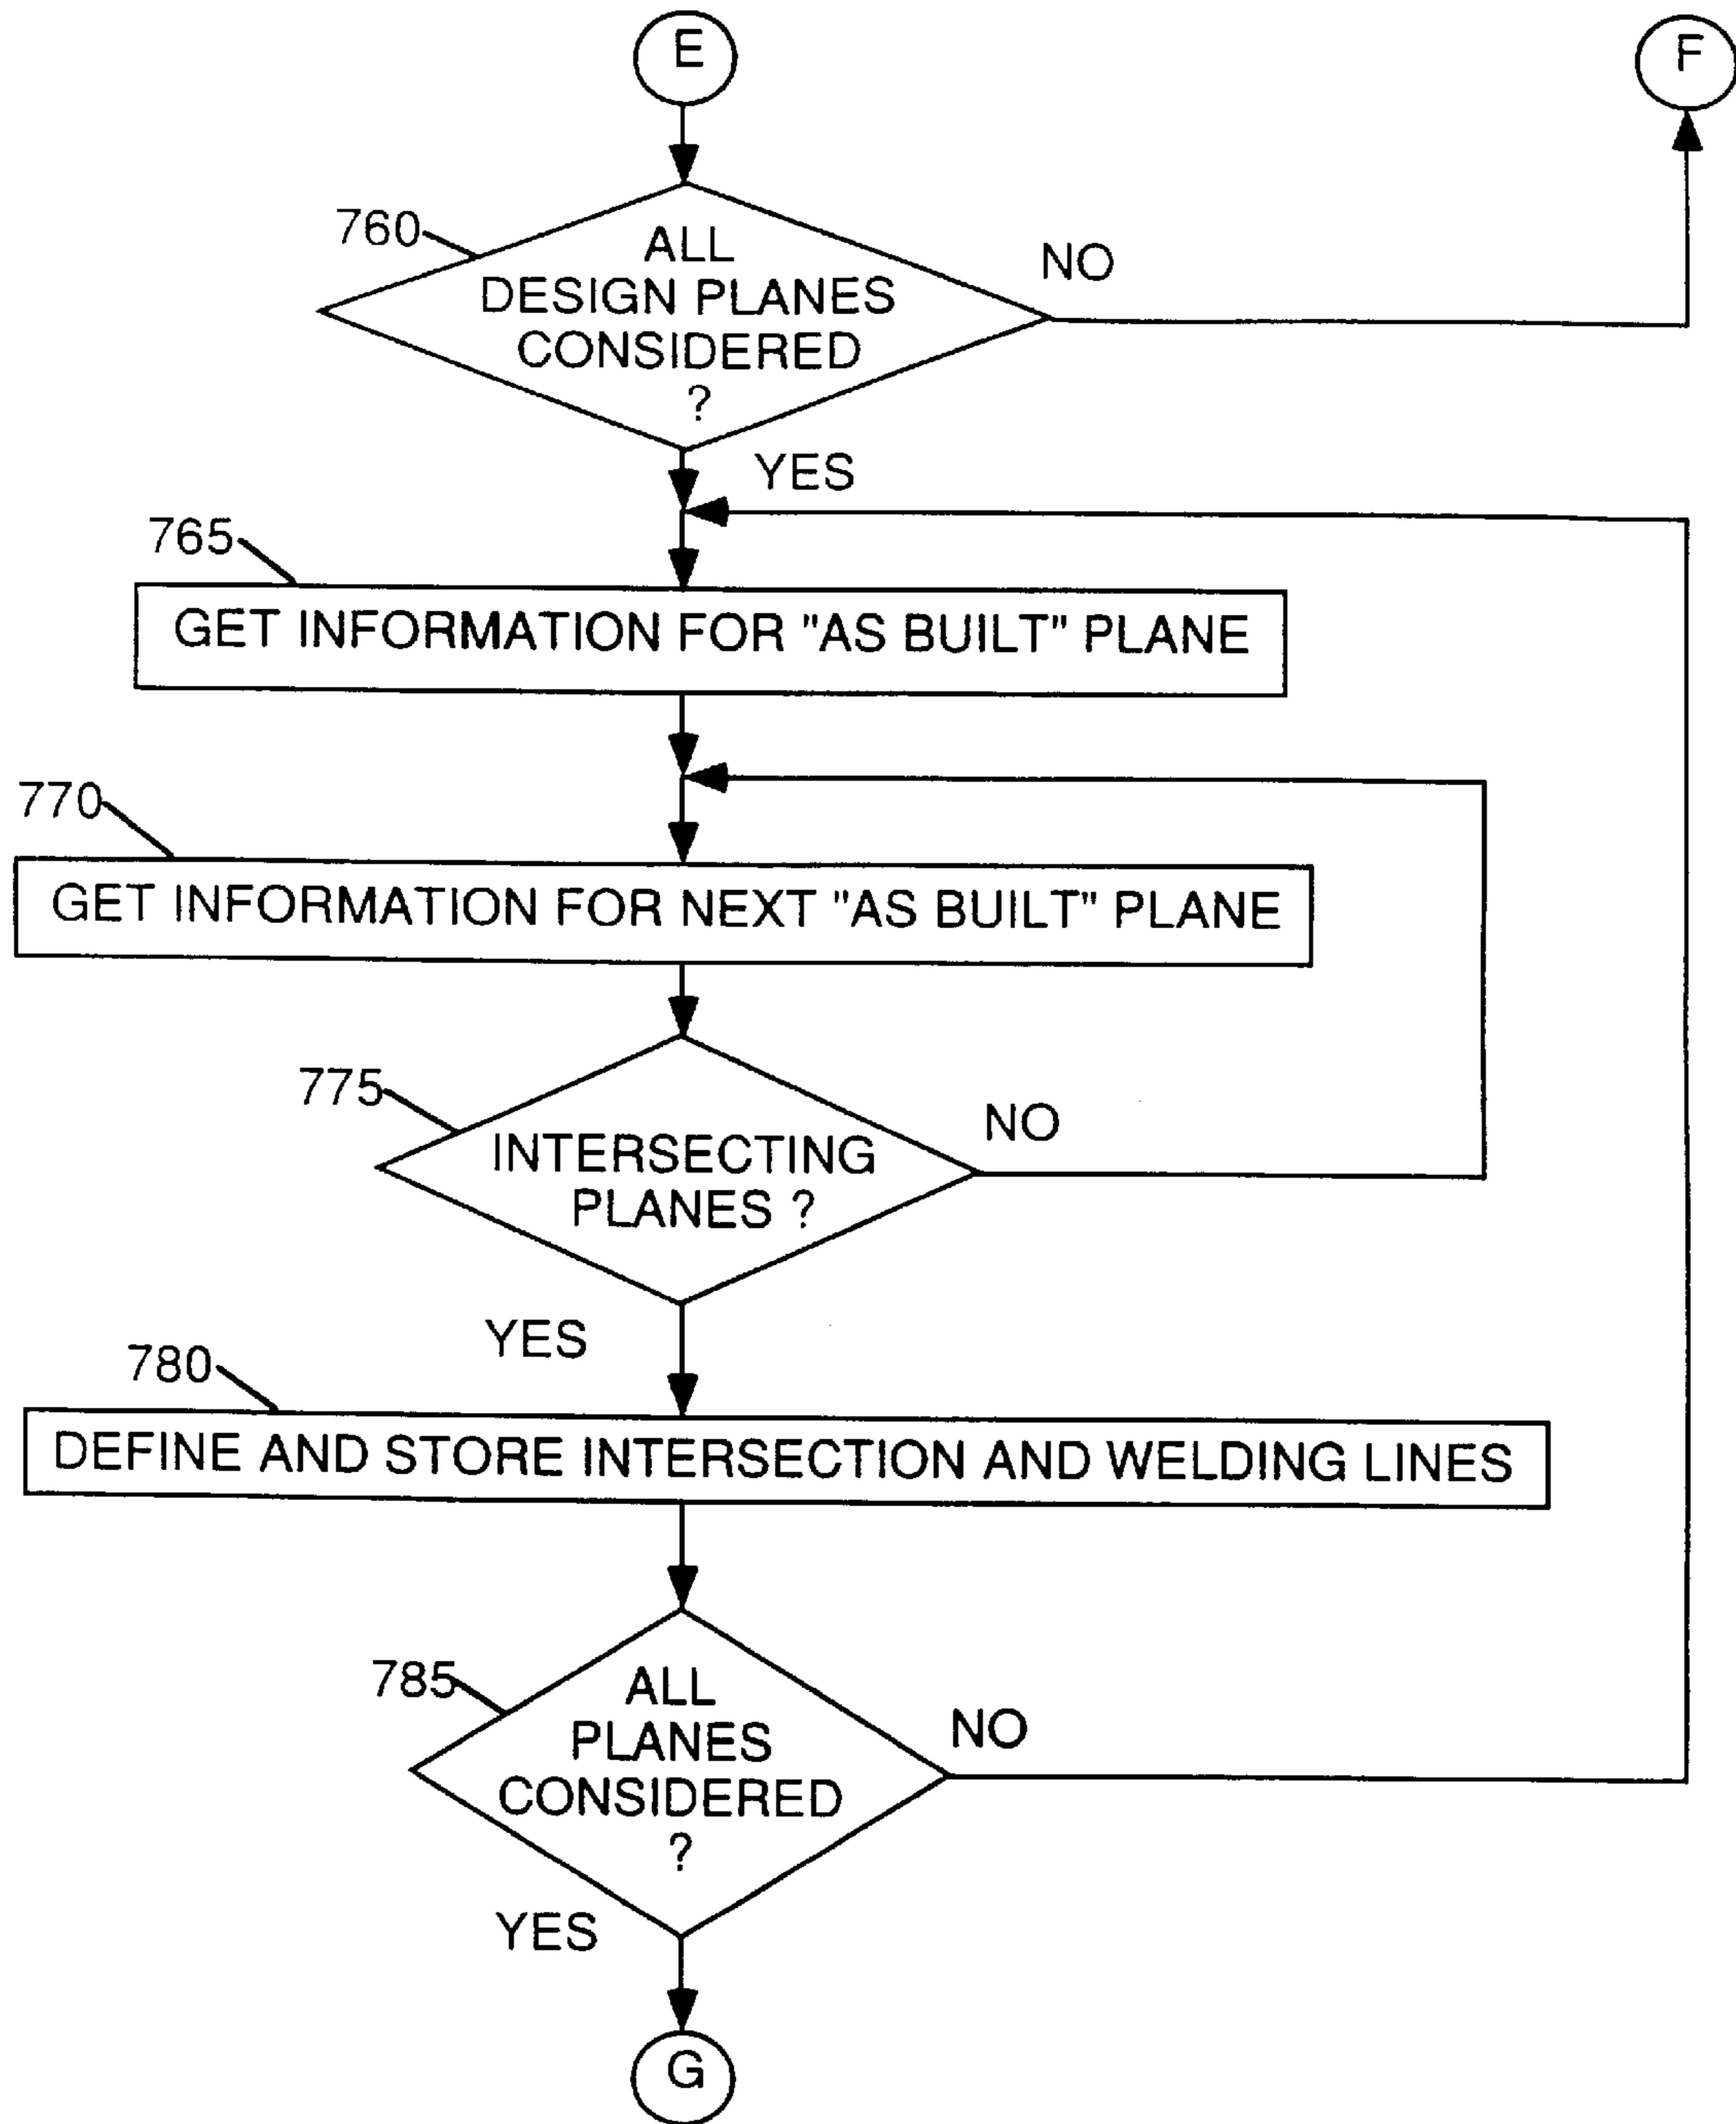 E
F
760
ALL
DESIGN PLANES
CONSIDERED
?
NO
YES
765
GET INFORMATION FOR "AS BUILT" PLANE
770
GET INFORMATION FOR NEXT "AS BUILT" PLANE
775
INTERSECTING
PLANES ?
NO
YES
780
DEFINE AND STORE INTERSECTION AND WELDING LINES
785
ALL
PLANES
CONSIDERED
?
NO
YES
G